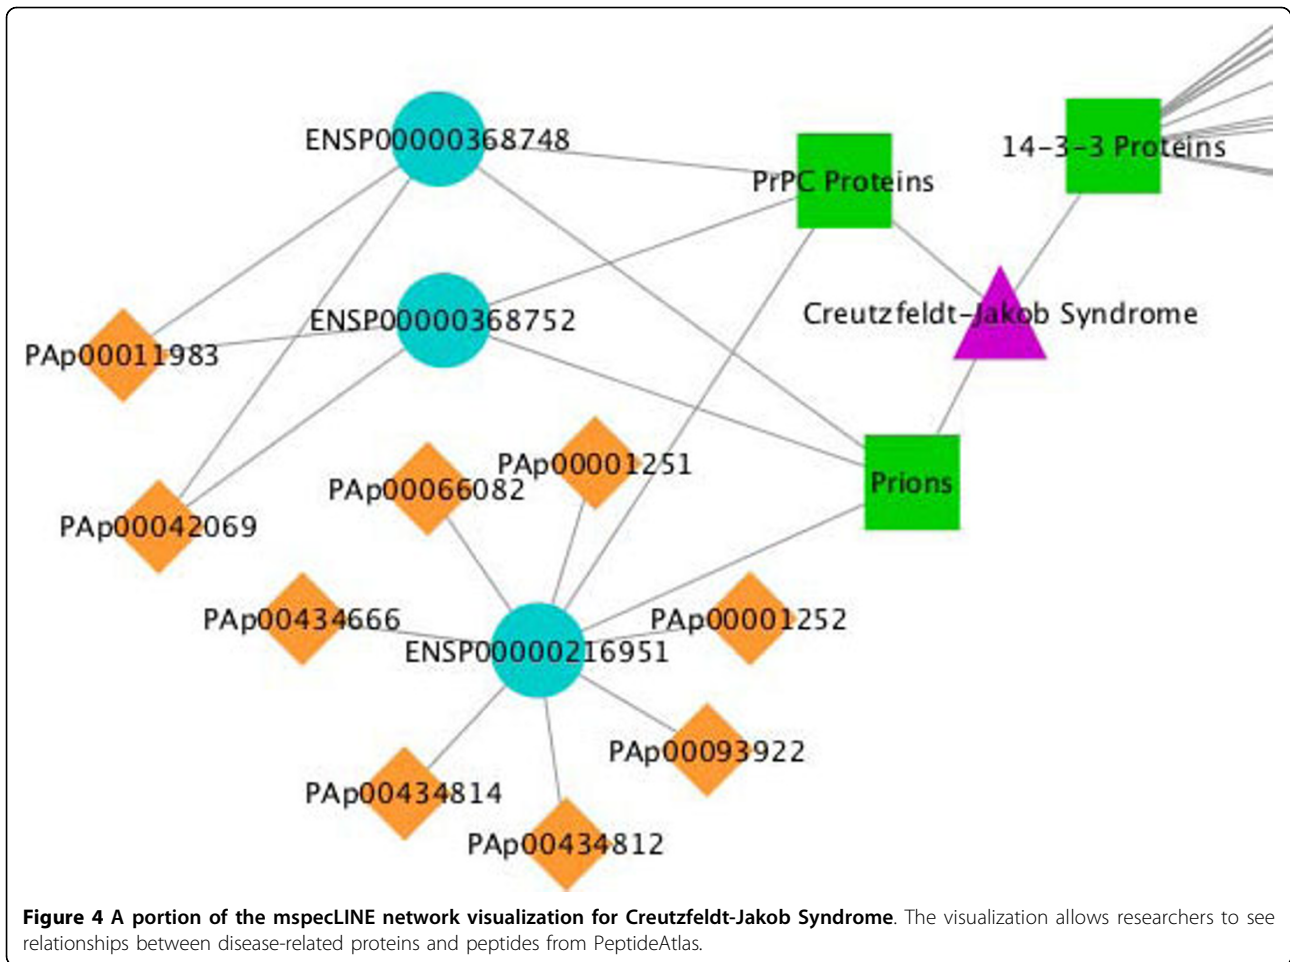 ENSP00000368748
14-3-3 Proteins
PrPC Proteins
Creutzfeldt-Jakob Syndrome
ENSP00000368752
PAp00011983
PAp00001251
PAp00066082
Prions
PAp00042069
PAp00434666
PAp00001252
ENSP00000216951
PAp00093922
PAp00434814
PAp00434812
Figure 4 A portion of the mspecLINE network visualization for Creutzfeldt-Jakob Syndrome. The visualization allows researchers to see
relationships between disease-related proteins and peptides from PeptideAtlas.